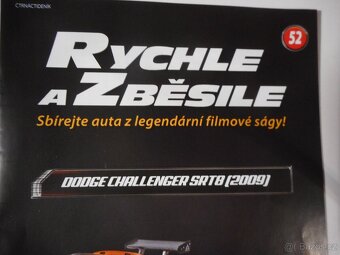 ČTRNÁCTIDENÍK
52
RYCHLE
A ZBĚSILE
Sbírejte auta z legendární filmové ságy!
DODGE CHALLENGER SRT8 (2009)